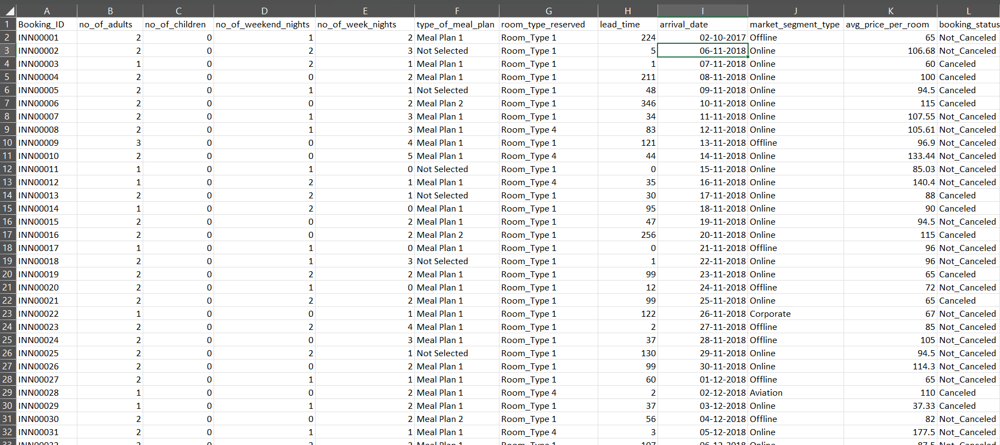 A B C D E F G H I J K L
1 Booking_ID no_of_adults no_of_children no_of_weekend_nights no_of_week_nights type_of_meal_plan room_type_reserved lead_time arrival_date market_segment_type avg_price_per_room booking_status
2 INN00001 2 0 1 2 Meal Plan 1 Room_Type 1 224 02-10-2017 Offline 65 Not_Canceled
3 INN00002 2 0 2 3 Not Selected Room_Type 1 5 06-11-2018 Online 106.68 Not_Canceled
4 INN00003 1 0 2 1 Meal Plan 1 Room_Type 1 1 07-11-2018 Online 60 Canceled
5 INN00004 2 0 0 2 Meal Plan 1 Room_Type 1 211 08-11-2018 Online 100 Canceled
6 INN00005 2 0 1 1 Not Selected Room_Type 1 48 09-11-2018 Online 94.5 Canceled
7 INN00006 2 0 0 2 Meal Plan 2 Room_Type 1 346 10-11-2018 Online 115 Canceled
8 INN00007 2 0 1 3 Meal Plan 1 Room_Type 1 34 11-11-2018 Online 107.55 Not_Canceled
9 INN00008 2 0 1 3 Meal Plan 1 Room_Type 4 83 12-11-2018 Online 105.61 Not_Canceled
10 INN00009 3 0 0 4 Meal Plan 1 Room_Type 1 121 13-11-2018 Offline 96.9 Not_Canceled
11 INN00010 2 0 0 5 Meal Plan 1 Room_Type 4 44 14-11-2018 Online 133.44 Not_Canceled
12 INN00011 1 0 1 0 Not Selected Room_Type 1 0 15-11-2018 Online 85.03 Not_Canceled
13 INN00012 1 0 2 1 Meal Plan 1 Room_Type 4 35 16-11-2018 Online 140.4 Not_Canceled
14 INN00013 2 0 2 1 Not Selected Room_Type 1 30 17-11-2018 Online 88 Canceled
15 INN00014 1 0 2 0 Meal Plan 1 Room_Type 1 95 18-11-2018 Online 90 Canceled
16 INN00015 2 0 0 2 Meal Plan 1 Room_Type 1 47 19-11-2018 Online 94.5 Not_Canceled
17 INN00016 2 0 0 2 Meal Plan 2 Room_Type 1 256 20-11-2018 Online 115 Canceled
18 INN00017 1 0 1 0 Meal Plan 1 Room_Type 1 0 21-11-2018 Offline 96 Not_Canceled
19 INN00018 2 0 1 3 Not Selected Room_Type 1 1 22-11-2018 Online 96 Not_Canceled
20 INN00019 2 0 2 2 Meal Plan 1 Room_Type 1 99 23-11-2018 Online 65 Canceled
21 INN00020 2 0 1 0 Meal Plan 1 Room_Type 1 12 24-11-2018 Offline 72 Not_Canceled
22 INN00021 2 0 2 2 Meal Plan 1 Room_Type 1 99 25-11-2018 Online 65 Canceled
23 INN00022 1 0 0 1 Meal Plan 1 Room_Type 1 122 26-11-2018 Corporate 67 Not_Canceled
24 INN00023 2 0 2 4 Meal Plan 1 Room_Type 1 2 27-11-2018 Offline 85 Not_Canceled
25 INN00024 2 0 0 3 Meal Plan 1 Room_Type 1 37 28-11-2018 Offline 105 Not_Canceled
26 INN00025 2 0 2 1 Not Selected Room_Type 1 130 29-11-2018 Online 94.5 Not_Canceled
27 INN00026 2 0 0 2 Meal Plan 1 Room_Type 1 99 30-11-2018 Online 114.3 Not_Canceled
28 INN00027 2 0 1 1 Meal Plan 1 Room_Type 1 60 01-12-2018 Offline 65 Not_Canceled
29 INN00028 1 0 0 2 Meal Plan 1 Room_Type 4 2 02-12-2018 Aviation 110 Canceled
30 INN00029 1 0 1 2 Meal Plan 1 Room_Type 1 37 03-12-2018 Online 37.33 Canceled
31 INN00030 2 0 0 2 Meal Plan 2 Room_Type 1 56 04-12-2018 Offline 82 Not_Canceled
32 INN00031 2 0 1 1 Meal Plan 1 Room_Type 4 3 05-12-2018 Online 177.5 Not_Canceled